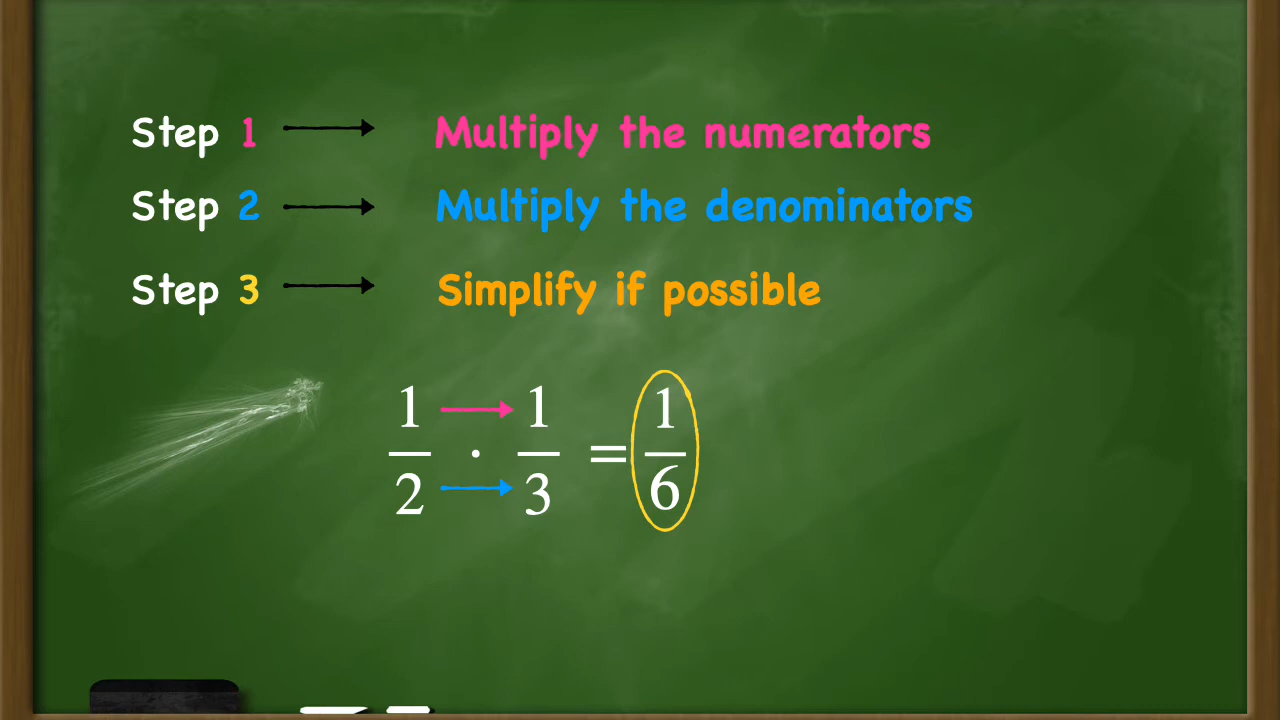 Step 1 → Multiply the numerators
Step 2 → Multiply the denominators
Step 3 → Simplify if possible
1/2 · 1/3 = 1/6